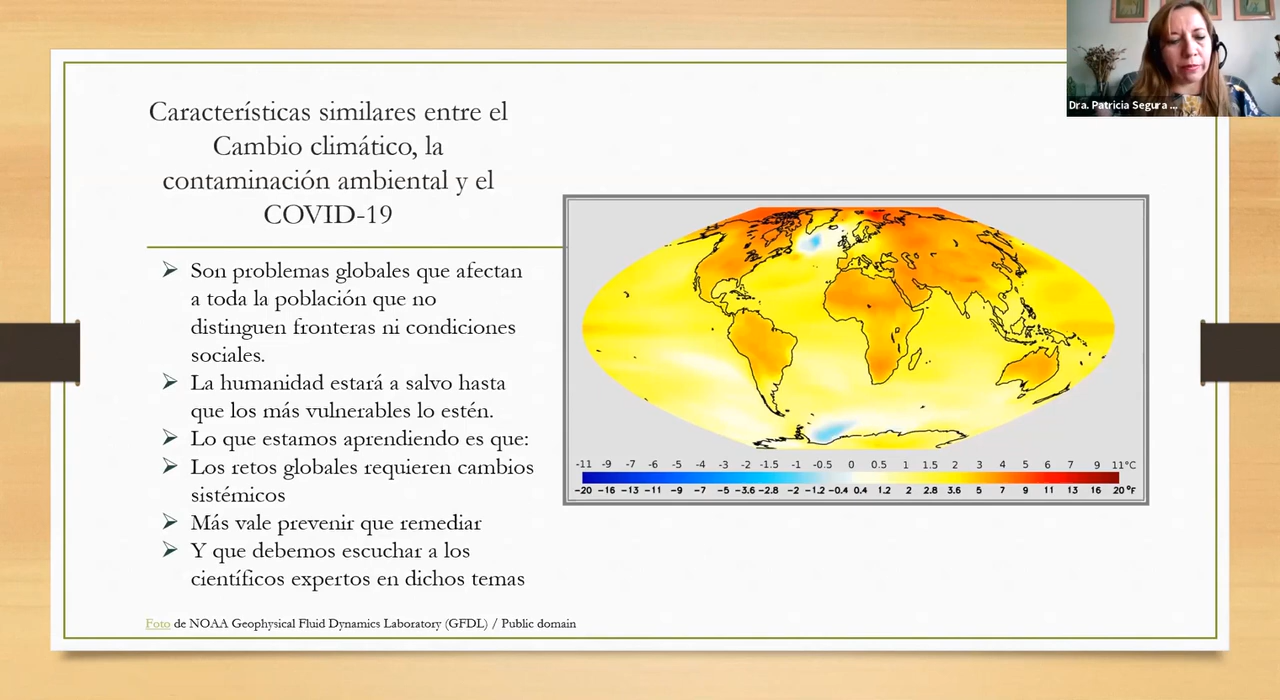 Dra. Patricia Segura ...
Características similares entre el
Cambio climático, la
contaminación ambiental y el
COVID-19
➤ Son problemas globales que afectan
a toda la población que no
distinguen fronteras ni condiciones
sociales.
➤ La humanidad estará a salvo hasta
que los más vulnerables lo estén.
➤ Lo que estamos aprendiendo es que:
➤ Los retos globales requieren cambios
sistémicos
➤ Más vale prevenir que remediar
➤ Y que debemos escuchar a los
científicos expertos en dichos temas
-11 -9 -7 -6 -5 -4 -3 -2 -1.5 -1 -0.5 0 0.5 1 1.5 2 3 4 5 6 7 9 11°C
-20 -16 -13 -11 -9 -7 -5 -3.6 -2.8 -2 -1.2 -0.4 0.4 1.2 2 2.8 3.6 5 7 9 11 13 16 20°F
Foto de NOAA Geophysical Fluid Dynamics Laboratory (GFDL) / Public domain